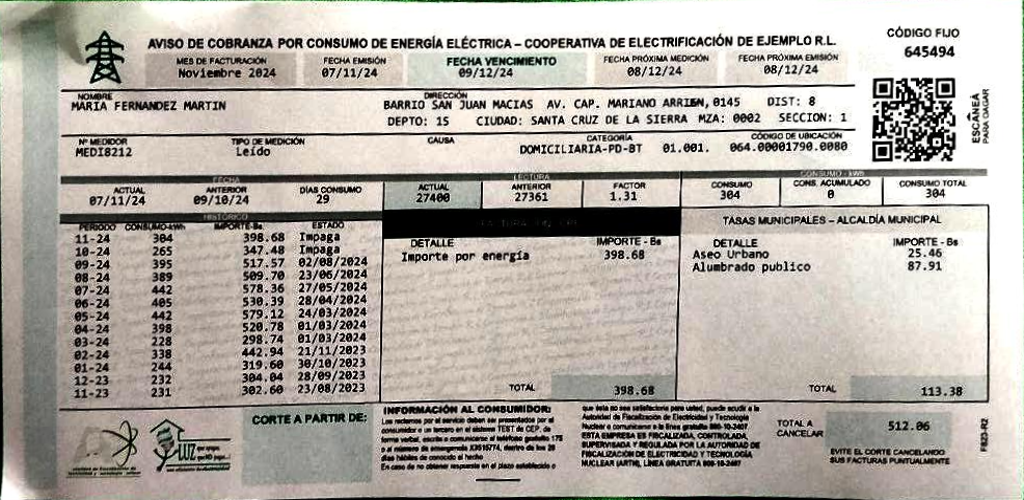 AVISO DE COBRANZA POR CONSUMO DE ENERGÍA ELÉCTRICA – COOPERATIVA DE ELECTRIFICACIÓN DE EJEMPLO R.L.
CÓDIGO FIJO
645494
MES DE FACTURACIÓN FECHA EMISIÓN FECHA VENCIMIENTO FECHA PRÓXIMA MEDICIÓN FECHA PRÓXIMA EMISIÓN
Noviembre 2024 07/11/24 09/12/24 08/12/24 08/12/24
NOMBRE DIRECCIÓN
MARIA FERNANDEZ MARTIN BARRIO SAN JUAN MACIAS AV. CAP. MARIANO ARRIEN,0145 DIST: 8
DEPTO: 15 CIUDAD: SANTA CRUZ DE LA SIERRA MZA: 0002 SECCION: 1
ESCÁNEA
PARA PAGAR
Nº MEDIDOR TIPO DE MEDICIÓN CAUSA CATEGORÍA CÓDIGO DE UBICACIÓN
MEDI8212 Leído DOMICILIARIA-PD-BT 01.001. 064.00001790.0080
FECHA LECTURA CONSUMO - kWh
ACTUAL ANTERIOR DÍAS CONSUMO ACTUAL ANTERIOR FACTOR CONSUMO CONS. ACUMULADO CONSUMO TOTAL
07/11/24 09/10/24 29 27400 27361 1.31 304 0 304
HISTÓRICO
PERIODO CONSUMO-kWh IMPORTE-Bs ESTADO
11-24 304 398.68 Impaga
10-24 265 347.48 Impaga
09-24 395 517.57 02/08/2024
08-24 389 509.70 23/06/2024
07-24 442 578.36 27/05/2024
06-24 405 530.39 28/04/2024
05-24 442 579.12 24/03/2024
04-24 398 520.78 01/03/2024
03-24 228 298.74 01/03/2024
02-24 338 442.94 21/11/2023
01-24 244 319.60 30/10/2023
12-23 232 304.04 28/09/2023
11-23 231 302.60 23/08/2023
DETALLE IMPORTE - Bs
Importe por energía 398.68
TOTAL 398.68
TASAS MUNICIPALES – ALCALDÍA MUNICIPAL
DETALLE IMPORTE - Bs
Aseo Urbano 25.46
Alumbrado publico 87.91
TOTAL 113.38
LUZ
CORTE A PARTIR DE:
INFORMACIÓN AL CONSUMIDOR:
Los reclamos por el servicio deben ser presentados por el
consumidor o un tercero en el sistema TEST de CEP, de
forma verbal, escrita o comunicarse al teléfono gratuito 175
días hábiles de conocido el hecho
En caso de no obtener respuesta en el plazo establecido o
que ésta no sea satisfactoria para usted, puede acudir a la
Autoridad de Fiscalización de Electricidad y Tecnología
Nuclear o comunicarse a la línea gratuita 800-10-2407
ESTA EMPRESA ES FISCALIZADA, CONTROLADA,
SUPERVISADA Y REGULADA POR LA AUTORIDAD DE
FISCALIZACIÓN DE ELECTRICIDAD Y TECNOLOGÍA
NUCLEAR (AETN), LÍNEA GRATUITA 800-10-2407
TOTAL A
CANCELAR
512.06
EVITE EL CORTE CANCELANDO
SUS FACTURAS PUNTUALMENTE
F823-R2